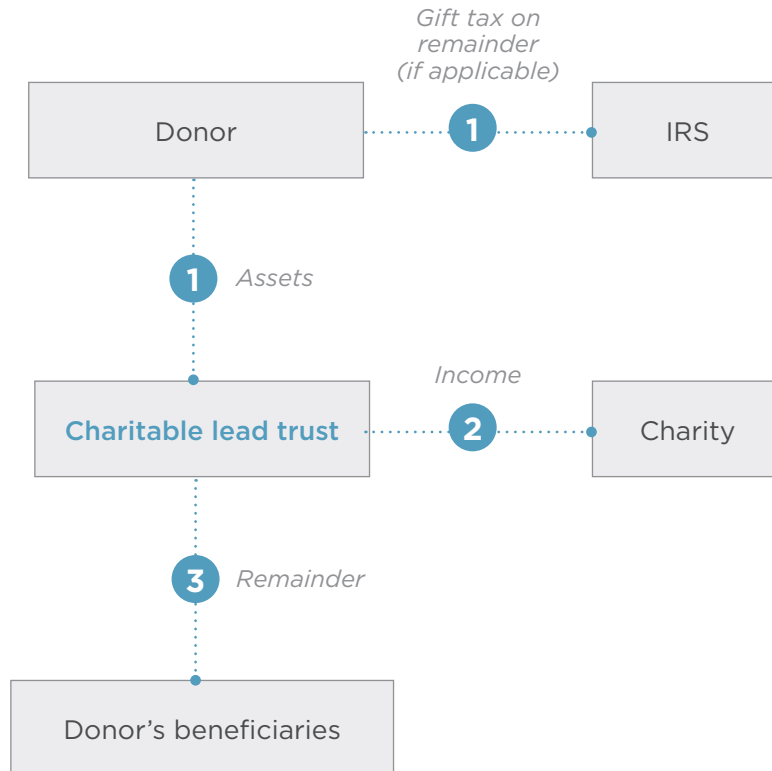 Gift tax on
remainder
(if applicable)
Donor
1
IRS
1
Assets
Income
Charitable lead trust
2
Charity
3
Remainder
Donor’s beneficiaries